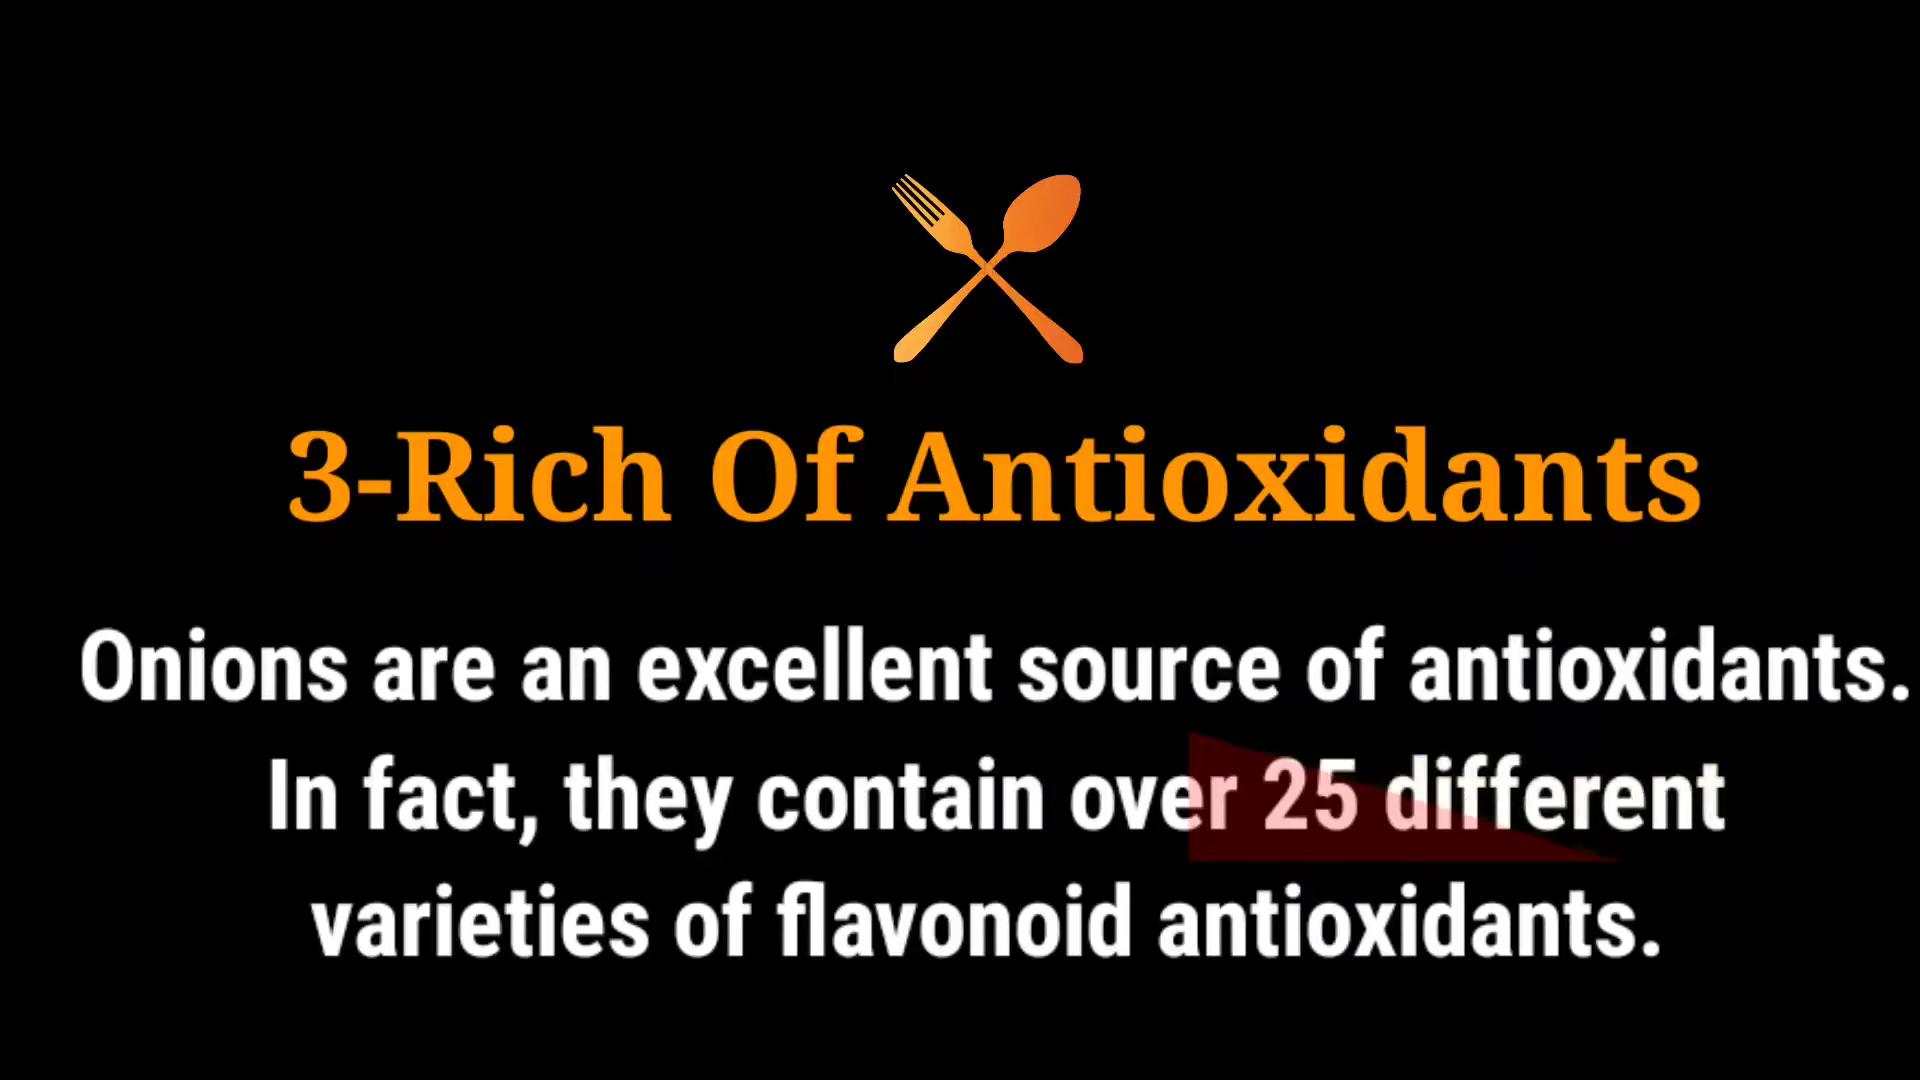 3-Rich Of Antioxidants
Onions are an excellent source of antioxidants.
In fact, they contain over 25 different
varieties of flavonoid antioxidants.